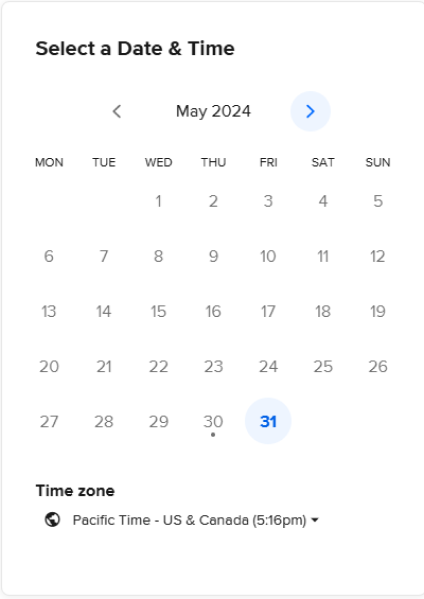 Select a Date & Time
May 2024
MON TUE WED THU FRI SAT SUN
1 2 3 4 5
6 7 8 9 10 11 12
13 14 15 16 17 18 19
20 21 22 23 24 25 26
27 28 29 30 31
Time zone
Pacific Time - US & Canada (5:16pm)